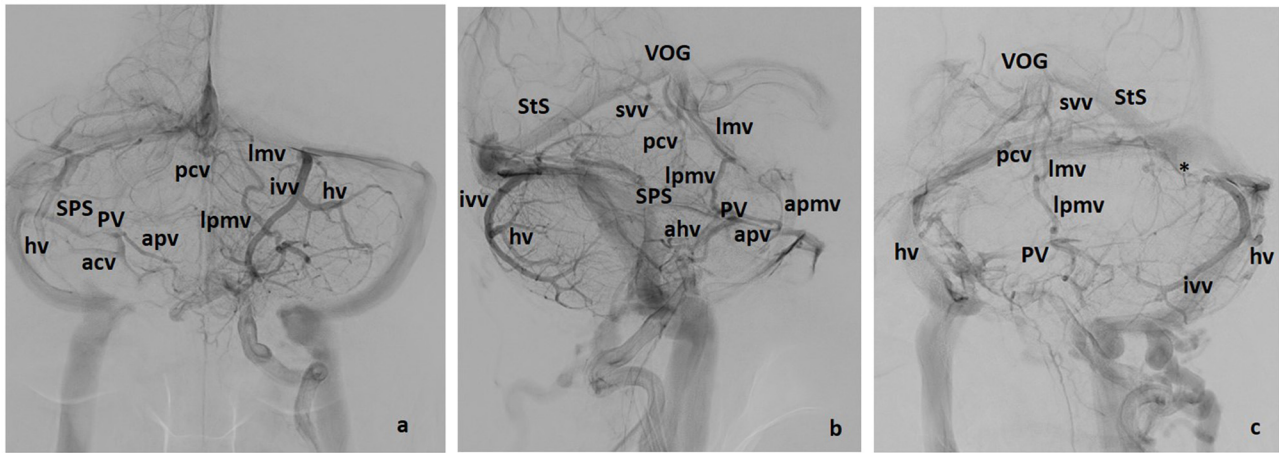 lmv
pcv
ivv
hv
SPS
PV
lpmv
hv
apv
acv
a
VOG
StS
svv
lmv
pcv
lpmv
ivv
SPS
PV
apmv
hv
ahv
apv
b
VOG
svv
StS
pcv
lmv
*
lpmv
hv
PV
hv
ivv
c